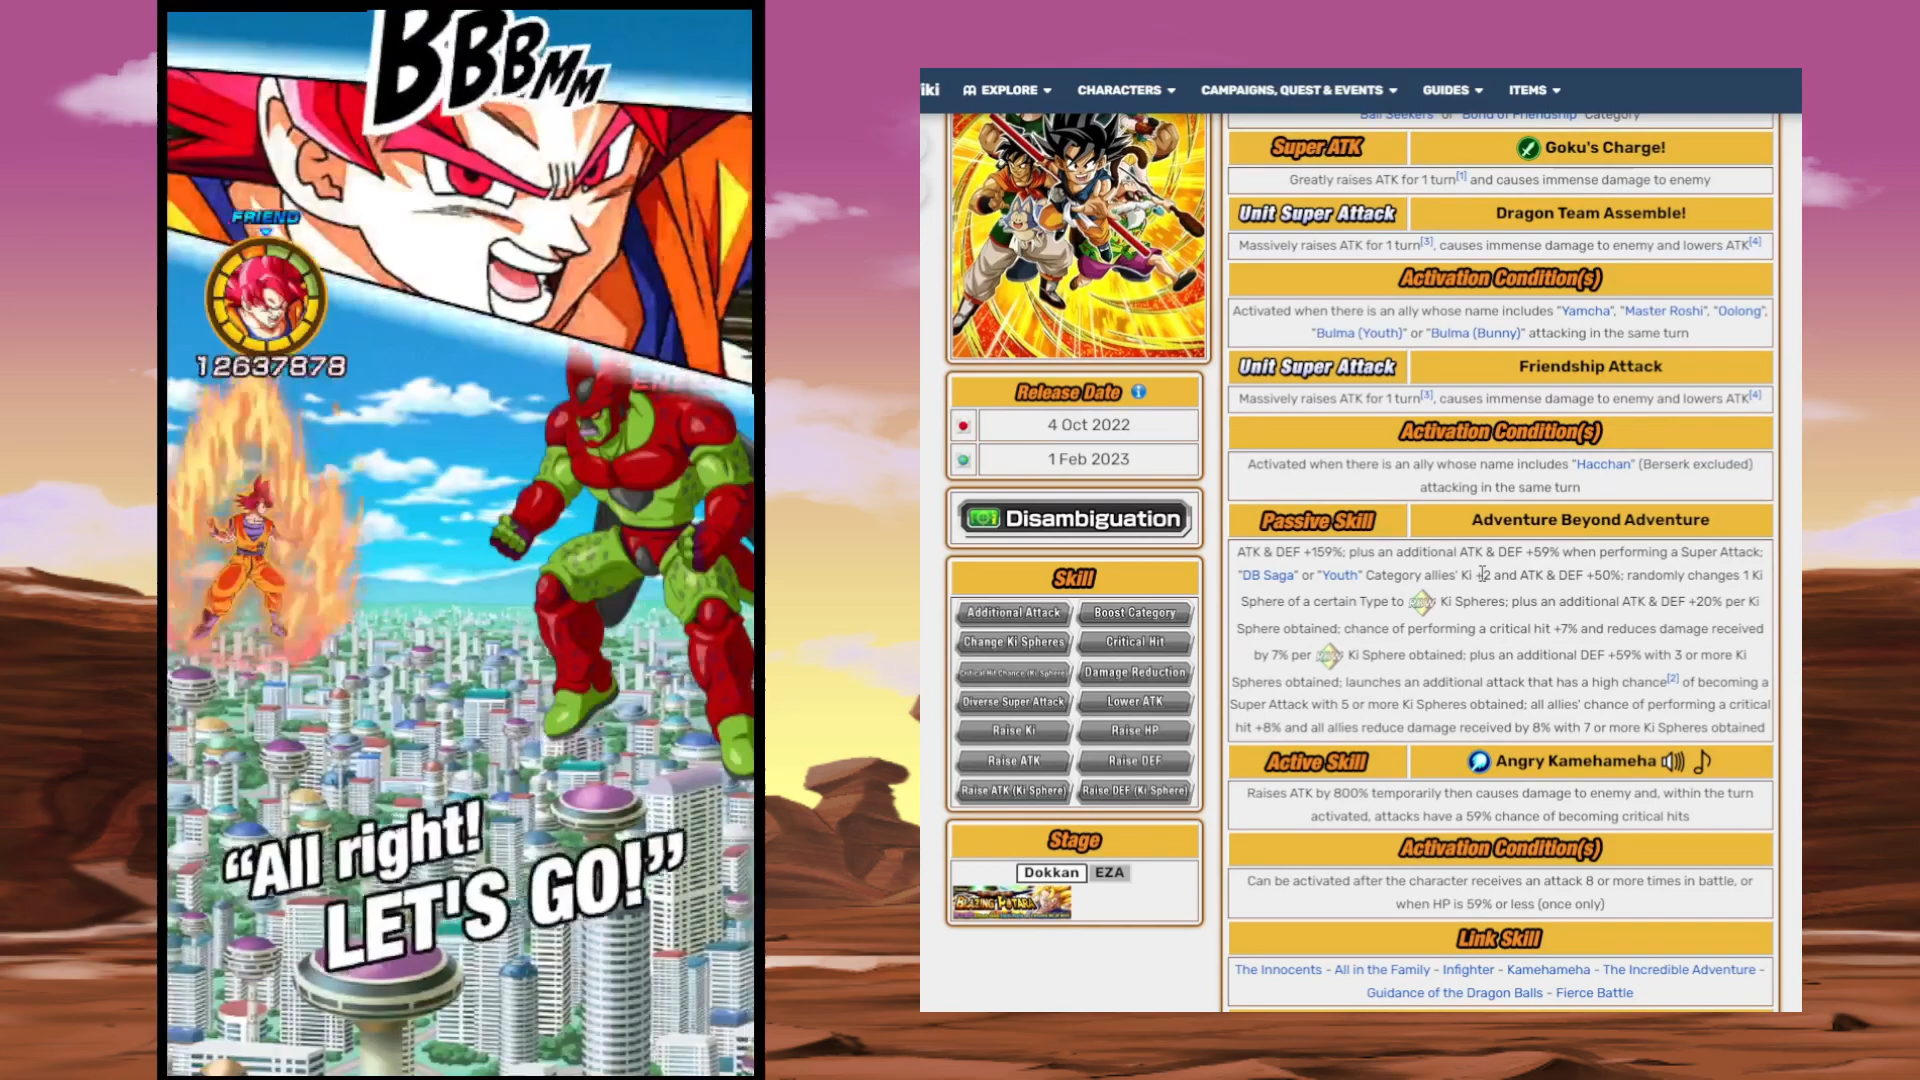 BBBMM
FRIEND
12637878
“All right!
LET'S GO!”
iki
EXPLORE
CHARACTERS
CAMPAIGNS, QUEST & EVENTS
GUIDES
ITEMS
Ball Seekers" or "Bond of Friendship" Category
Super ATK
Goku's Charge!
Greatly raises ATK for 1 turn[1] and causes immense damage to enemy
Unit Super Attack
Dragon Team Assemble!
Massively raises ATK for 1 turn[3], causes immense damage to enemy and lowers ATK[4]
Activation Condition(s)
Activated when there is an ally whose name includes "Yamcha", "Master Roshi", "Oolong",
"Bulma (Youth)" or "Bulma (Bunny)" attacking in the same turn
Unit Super Attack
Friendship Attack
Massively raises ATK for 1 turn[3], causes immense damage to enemy and lowers ATK[4]
Activation Condition(s)
Activated when there is an ally whose name includes "Hacchan" (Berserk excluded)
attacking in the same turn
Passive Skill
Adventure Beyond Adventure
ATK & DEF +159%; plus an additional ATK & DEF +59% when performing a Super Attack;
"DB Saga" or "Youth" Category allies' Ki +2 and ATK & DEF +50%; randomly changes 1 Ki
Sphere of a certain Type to Ki Spheres; plus an additional ATK & DEF +20% per Ki
Sphere obtained; chance of performing a critical hit +7% and reduces damage received
by 7% per Ki Sphere obtained; plus an additional DEF +59% with 3 or more Ki
Spheres obtained; launches an additional attack that has a high chance[2] of becoming a
Super Attack with 5 or more Ki Spheres obtained; all allies' chance of performing a critical
hit +8% and all allies reduce damage received by 8% with 7 or more Ki Spheres obtained
Active Skill
Angry Kamehameha
Raises ATK by 800% temporarily then causes damage to enemy and, within the turn
activated, attacks have a 59% chance of becoming critical hits
Activation Condition(s)
Can be activated after the character receives an attack 8 or more times in battle, or
when HP is 59% or less (once only)
Link Skill
The Innocents - All in the Family - Infighter - Kamehameha - The Incredible Adventure -
Guidance of the Dragon Balls - Fierce Battle
Release Date
4 Oct 2022
1 Feb 2023
Disambiguation
Skill
Additional Attack
Boost Category
Change Ki Spheres
Critical Hit
Critical Hit Chance (Ki Sphere)
Damage Reduction
Diverse Super Attack
Lower ATK
Raise Ki
Raise HP
Raise ATK
Raise DEF
Raise ATK (Ki Sphere)
Raise DEF (Ki Sphere)
Stage
Dokkan
EZA
BLAZING POTARA